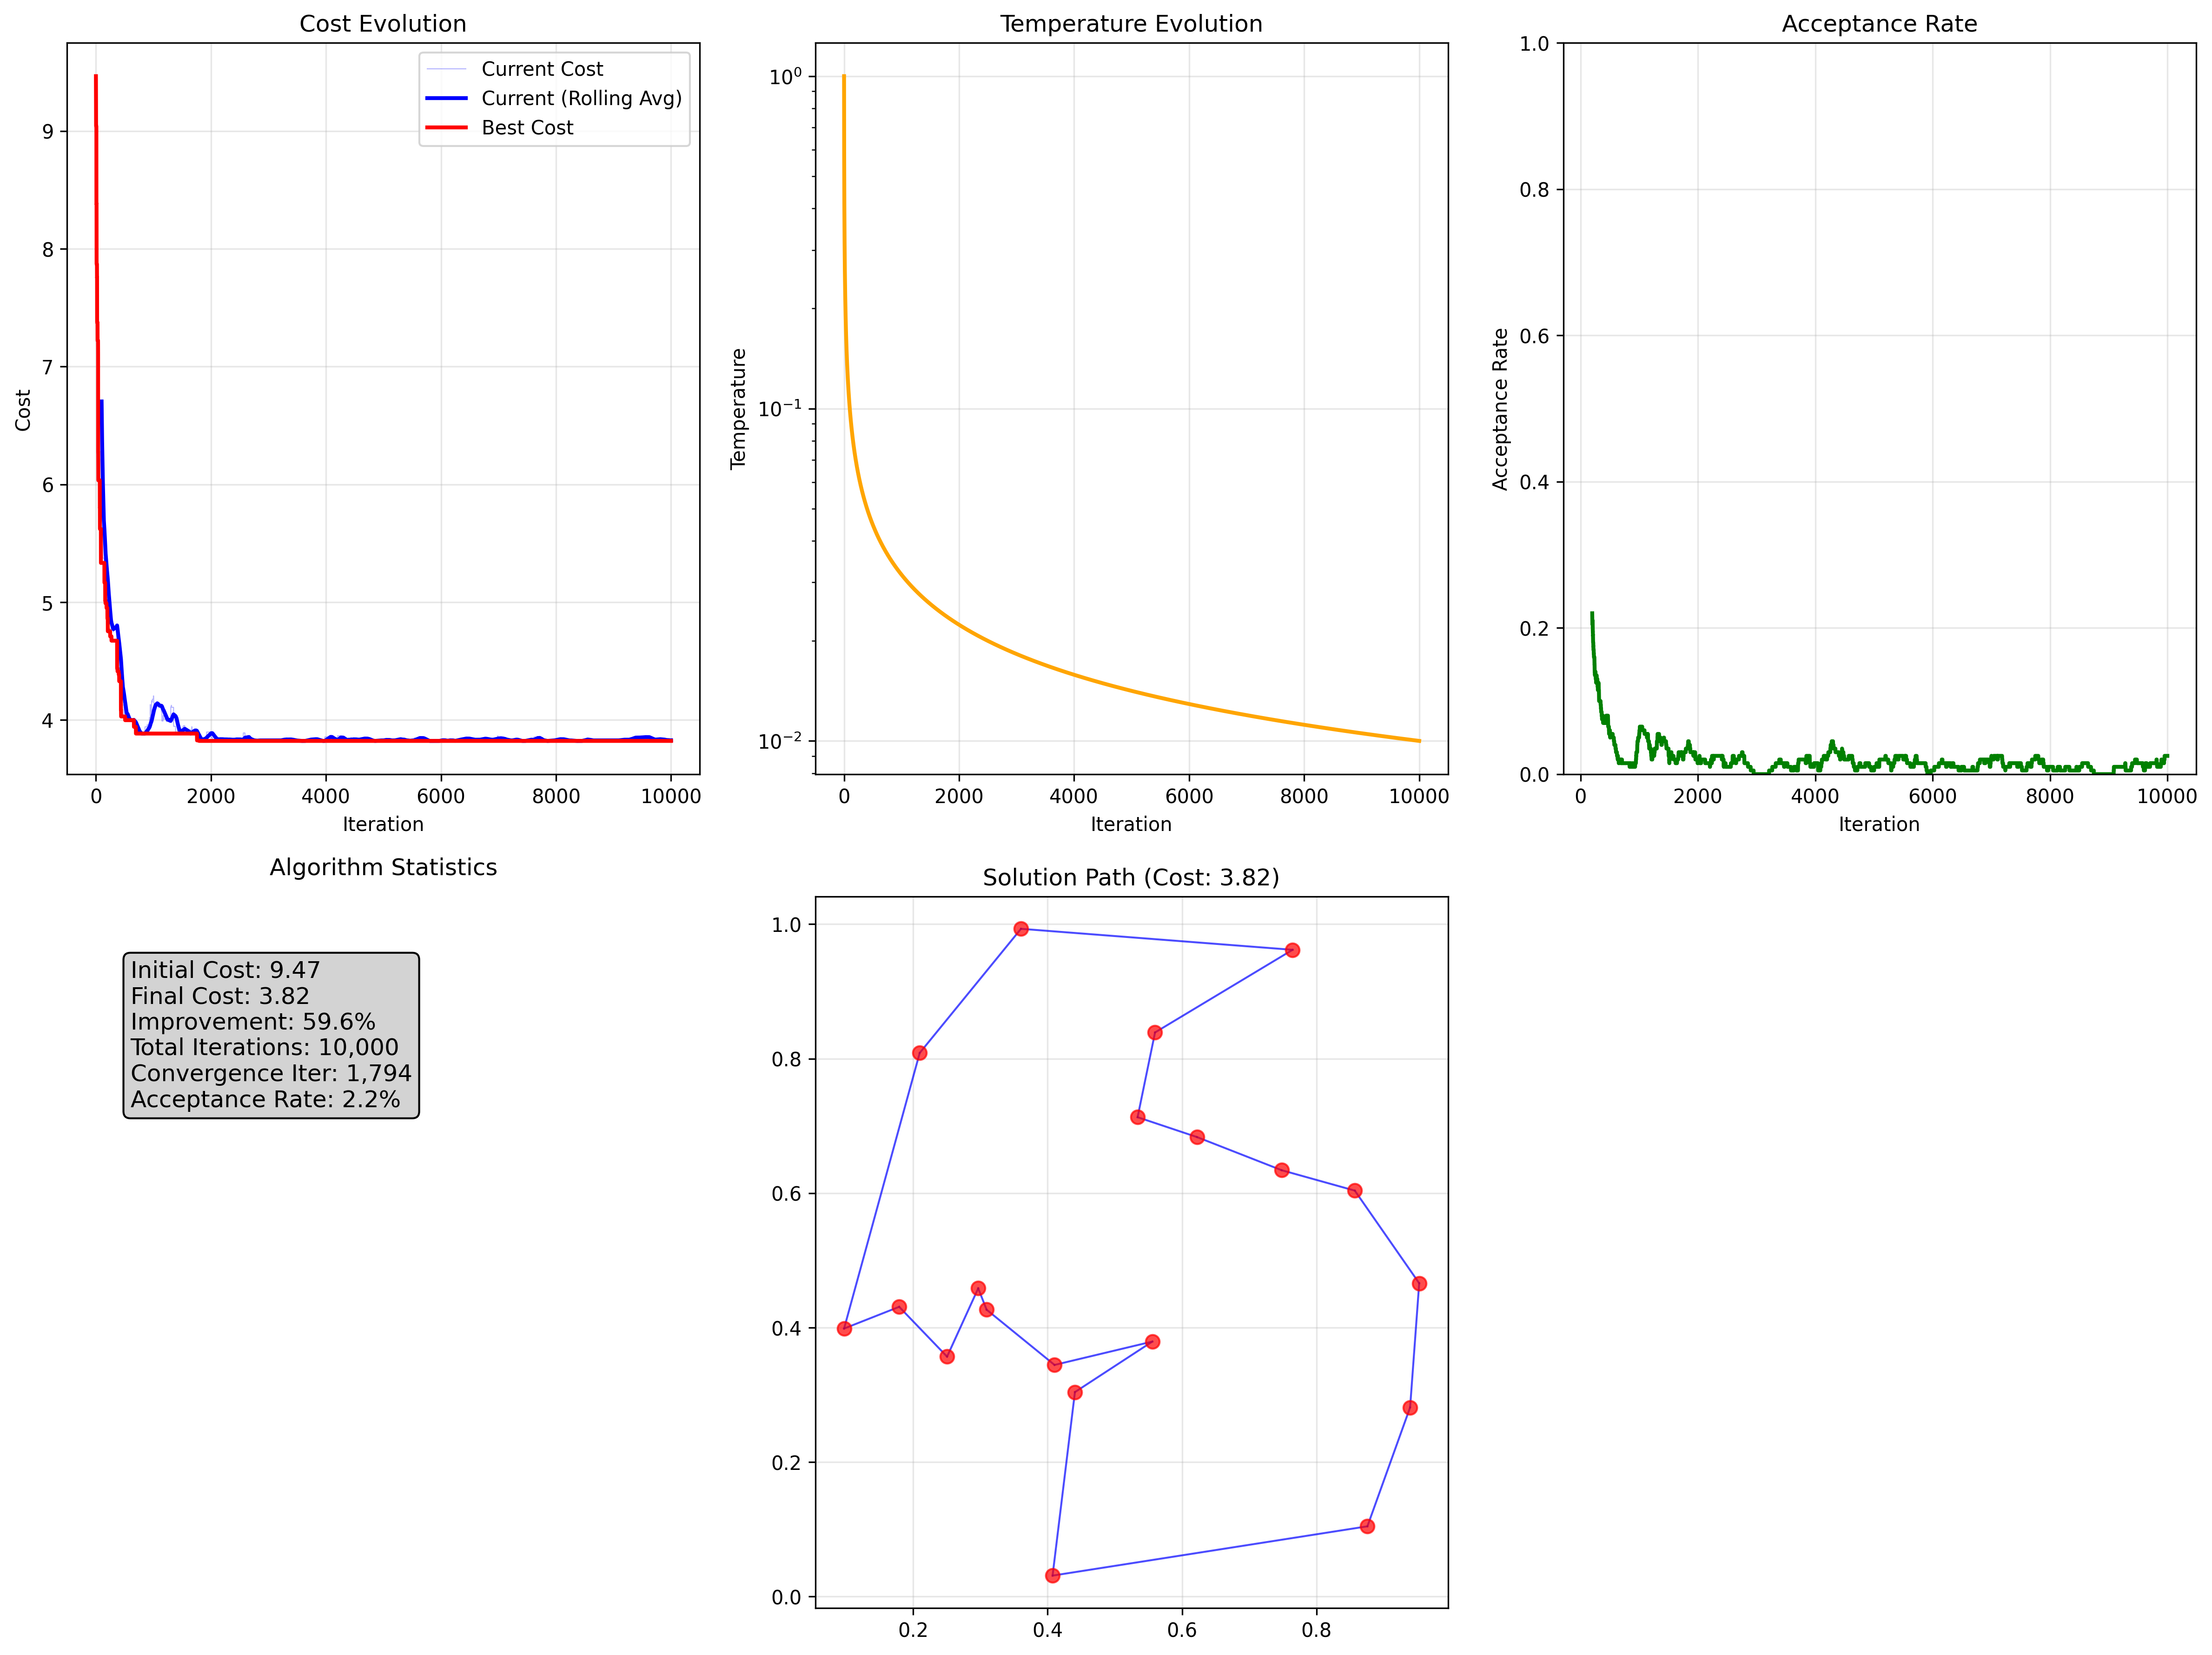 Cost Evolution
Current Cost
Current (Rolling Avg)
Best Cost
9
8
7
6
5
4
Cost
0 2000 4000 6000 8000 10000
Iteration
Temperature Evolution
10⁰
10⁻¹
10⁻²
Temperature
0 2000 4000 6000 8000 10000
Iteration
Acceptance Rate
1.0
0.8
0.6
0.4
0.2
0.0
Acceptance Rate
0 2000 4000 6000 8000 10000
Iteration
Algorithm Statistics
Initial Cost: 9.47
Final Cost: 3.82
Improvement: 59.6%
Total Iterations: 10,000
Convergence Iter: 1,794
Acceptance Rate: 2.2%
Solution Path (Cost: 3.82)
1.0
0.8
0.6
0.4
0.2
0.0
0.2 0.4 0.6 0.8